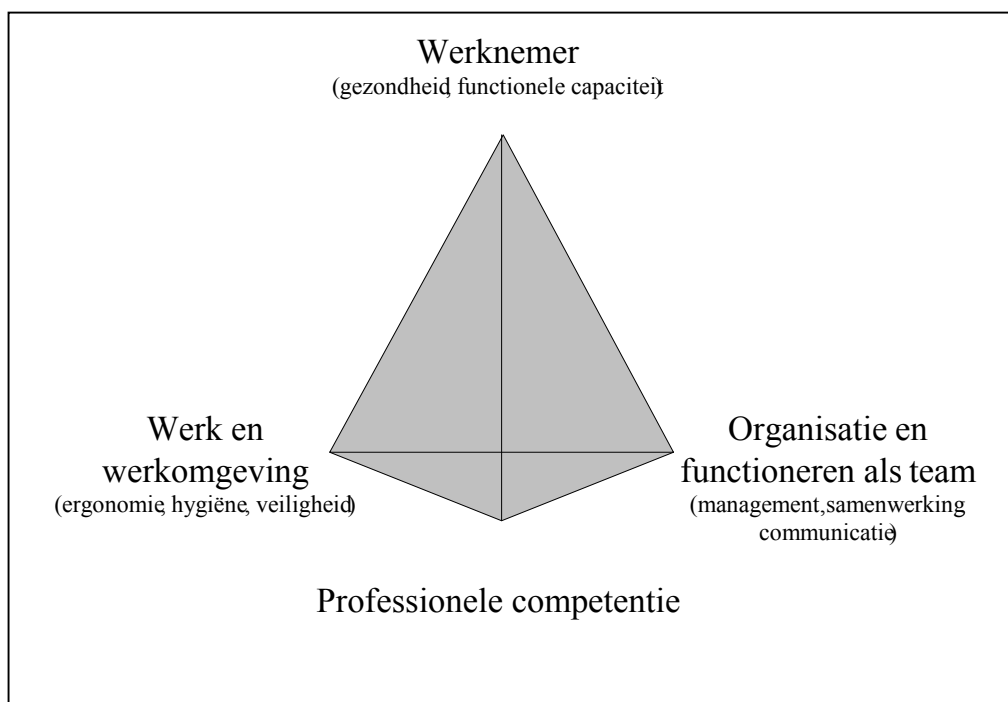 Werknemer
(gezondheid, functionele capaciteit)
Werk en
werkomgeving
(ergonomie, hygiëne, veiligheid)
Organisatie en
functioneren als team
(management,samenwerking
communicatie)
Professionele competentie